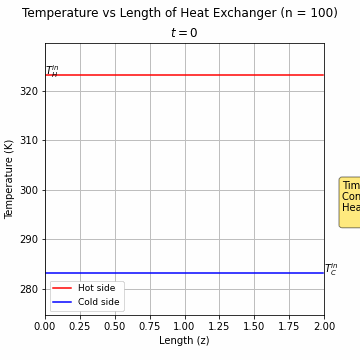 Temperature vs Length of Heat Exchanger (n = 100)
t = 0
T_H^in
320
310
300
290
280
Temperature (K)
Tim
Con
Hea
T_C^in
Hot side
Cold side
0.00 0.25 0.50 0.75 1.00 1.25 1.50 1.75 2.00
Length (z)